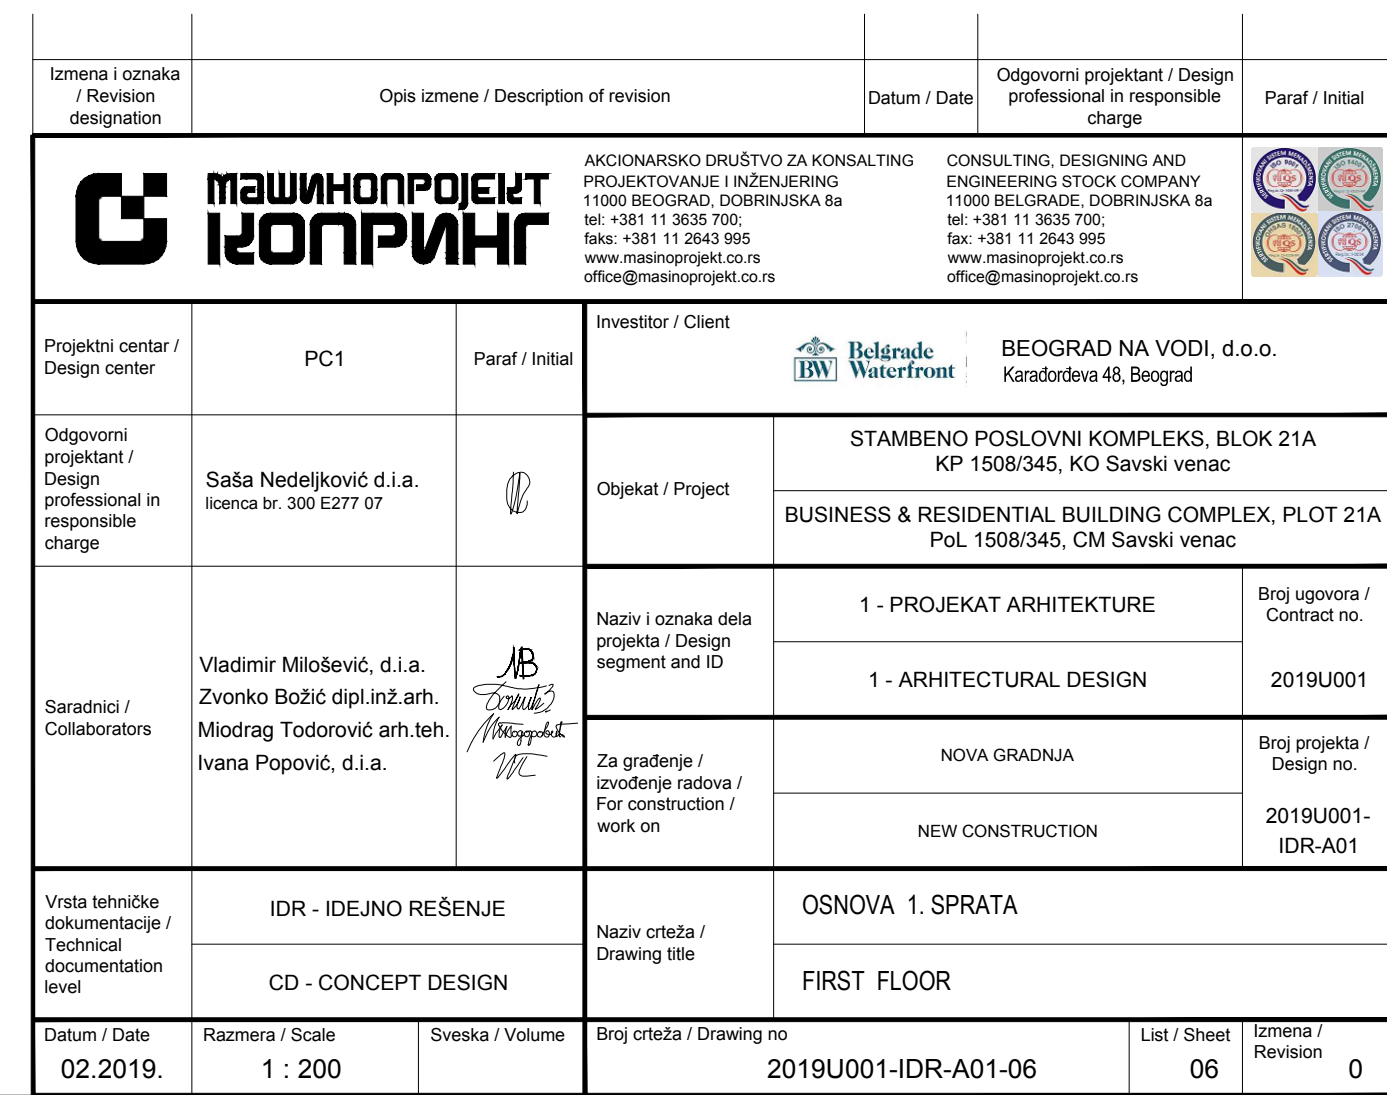 Izmena i oznaka
/ Revision
designation
Opis izmene / Description of revision
Datum / Date
Odgovorni projektant / Design
professional in responsible
charge
Paraf / Initial
МАШИНОПРОЈЕКТ
КОПРИНГ
AKCIONARSKO DRUŠTVO ZA KONSALTING
PROJEKTOVANJE I INŽENJERING
11000 BEOGRAD, DOBRINJSKA 8a
tel: +381 11 3635 700;
faks: +381 11 2643 995
www.masinoprojekt.co.rs
office@masinoprojekt.co.rs
CONSULTING, DESIGNING AND
ENGINEERING STOCK COMPANY
11000 BELGRADE, DOBRINJSKA 8a
tel: +381 11 3635 700;
fax: +381 11 2643 995
www.masinoprojekt.co.rs
office@masinoprojekt.co.rs
Projektni centar /
Design center
PC1
Paraf / Initial
Investitor / Client
BW
Belgrade
Waterfront
BEOGRAD NA VODI, d.o.o.
Karađorđeva 48, Beograd
Odgovorni
projektant /
Design
professional in
responsible
charge
Saša Nedeljković d.i.a.
licenca br. 300 E277 07
Objekat / Project
STAMBENO POSLOVNI KOMPLEKS, BLOK 21A
KP 1508/345, KO Savski venac
BUSINESS & RESIDENTIAL BUILDING COMPLEX, PLOT 21A
PoL 1508/345, CM Savski venac
Saradnici /
Collaborators
Vladimir Milošević, d.i.a.
Zvonko Božić dipl.inž.arh.
Miodrag Todorović arh.teh.
Ivana Popović, d.i.a.
Naziv i oznaka dela
projekta / Design
segment and ID
1 - PROJEKAT ARHITEKTURE
1 - ARHITECTURAL DESIGN
Broj ugovora /
Contract no.
2019U001
Za građenje /
izvođenje radova /
For construction /
work on
NOVA GRADNJA
NEW CONSTRUCTION
Broj projekta /
Design no.
2019U001-
IDR-A01
Vrsta tehničke
dokumentacije /
Technical
documentation
level
IDR - IDEJNO REŠENJE
CD - CONCEPT DESIGN
Naziv crteža /
Drawing title
OSNOVA 1. SPRATA
FIRST FLOOR
Datum / Date
02.2019.
Razmera / Scale
1 : 200
Sveska / Volume
Broj crteža / Drawing no
2019U001-IDR-A01-06
List / Sheet
06
Izmena /
Revision
0